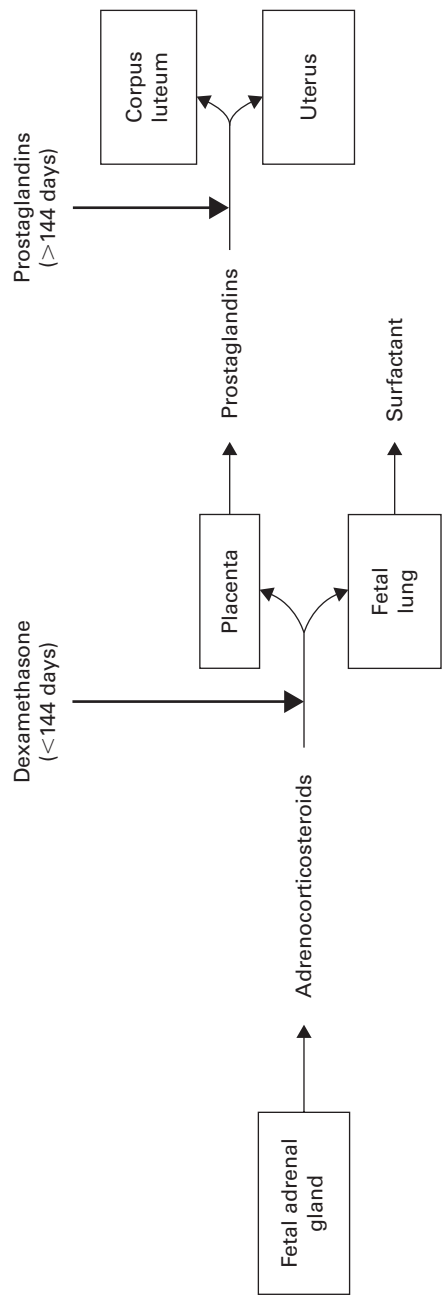 Fetal adrenal
gland
Adrenocorticosteroids
Dexamethasone
(<144 days)
Placenta
Fetal
lung
Prostaglandins
Surfactant
Prostaglandins
(>144 days)
Corpus
luteum
Uterus